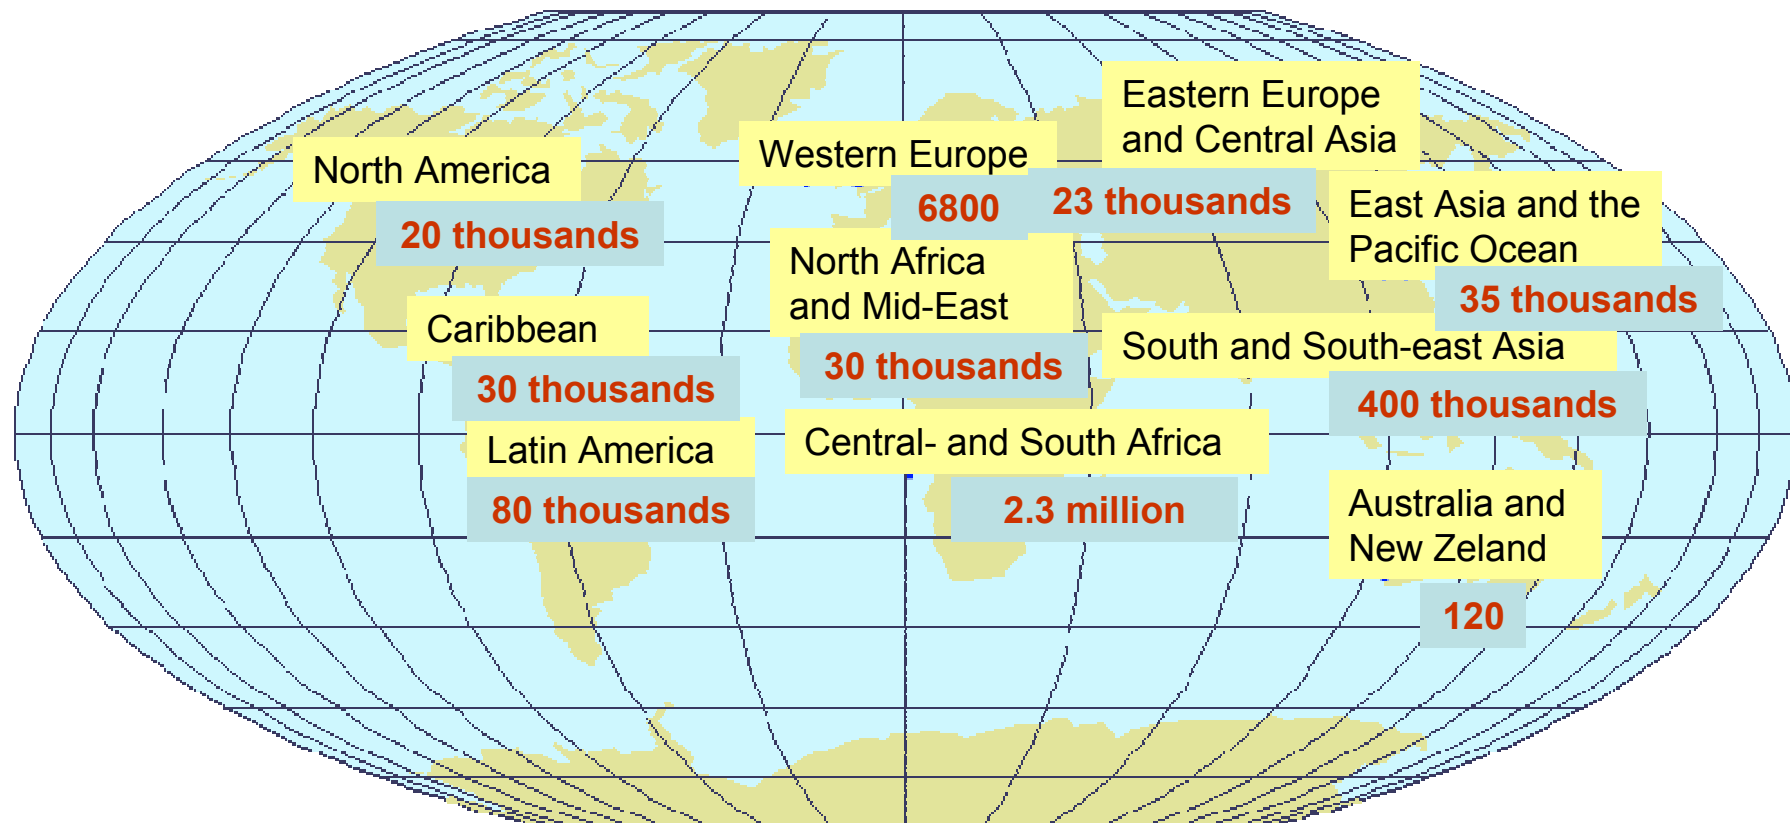 North America
20 thousands
Caribbean
30 thousands
Latin America
80 thousands
Western Europe
6800
North Africa
and Mid-East
30 thousands
Central- and South Africa
2.3 million
Eastern Europe
and Central Asia
23 thousands
East Asia and the
Pacific Ocean
35 thousands
South and South-east Asia
400 thousands
Australia and
New Zeland
120